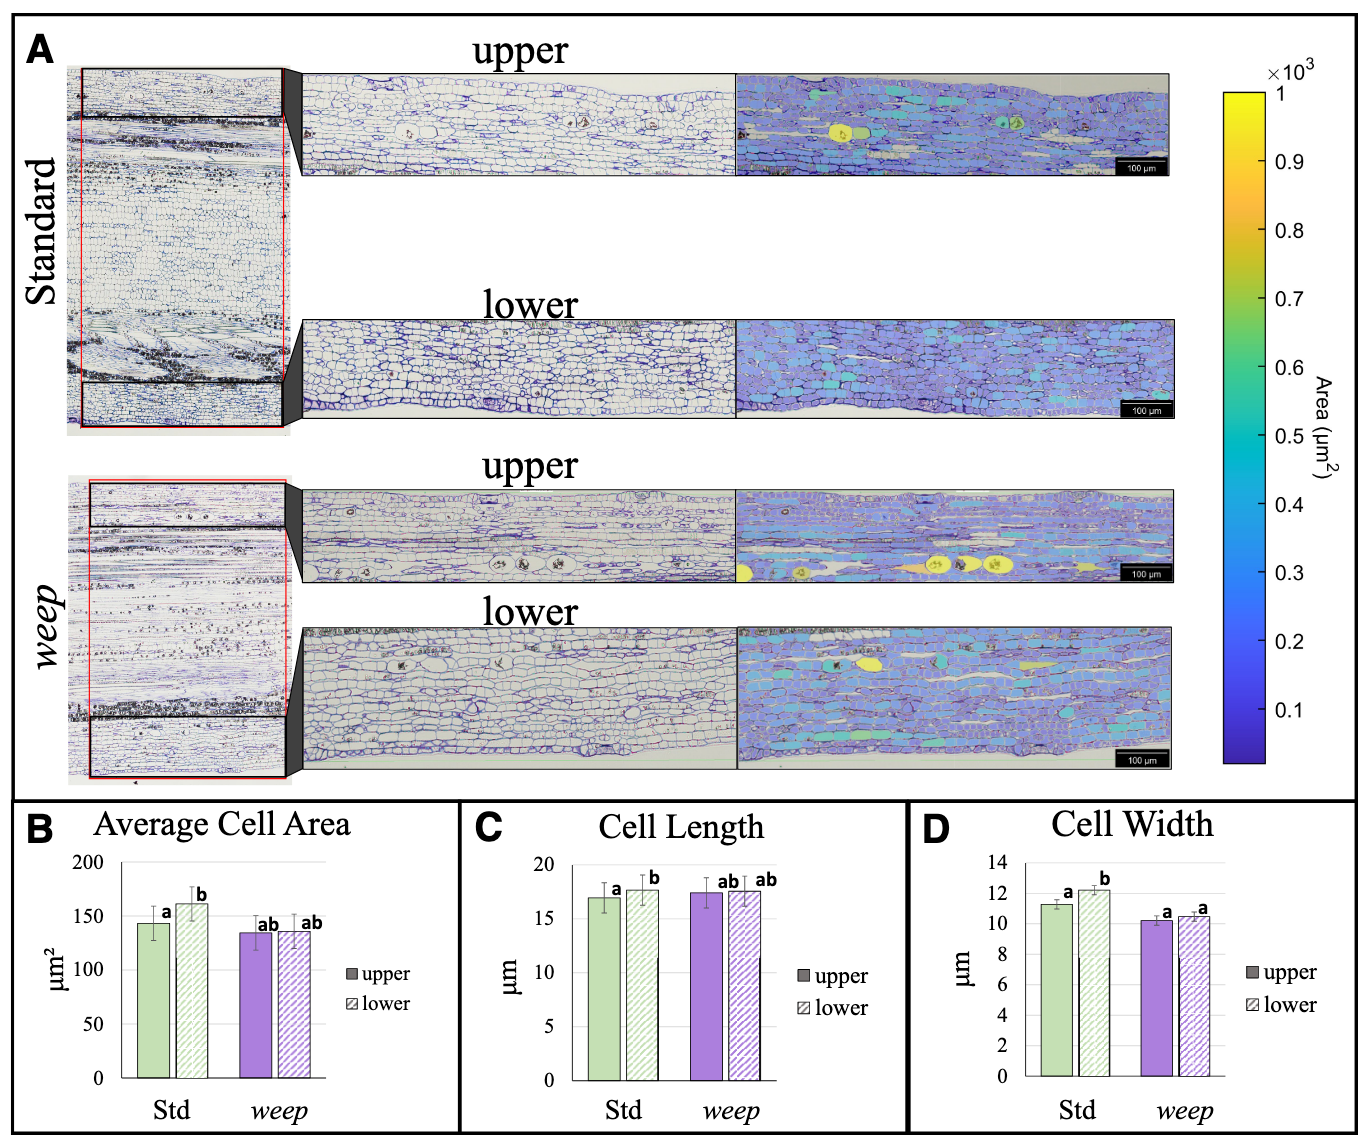 A
upper
×10³
1
0.9
0.8
0.7
0.6
0.5
0.4
0.3
0.2
0.1
Area (μm²)
Standard
100 μm
lower
100 μm
upper
100 μm
weep
lower
100 μm
B
Average Cell Area
200
150
100
50
0
μm²
a
b
ab
ab
upper
lower
Std
weep
C
Cell Length
20
15
10
5
0
μm
a
b
ab
ab
upper
lower
Std
weep
D
Cell Width
14
12
10
8
6
4
2
0
μm
a
b
a
a
upper
lower
Std
weep